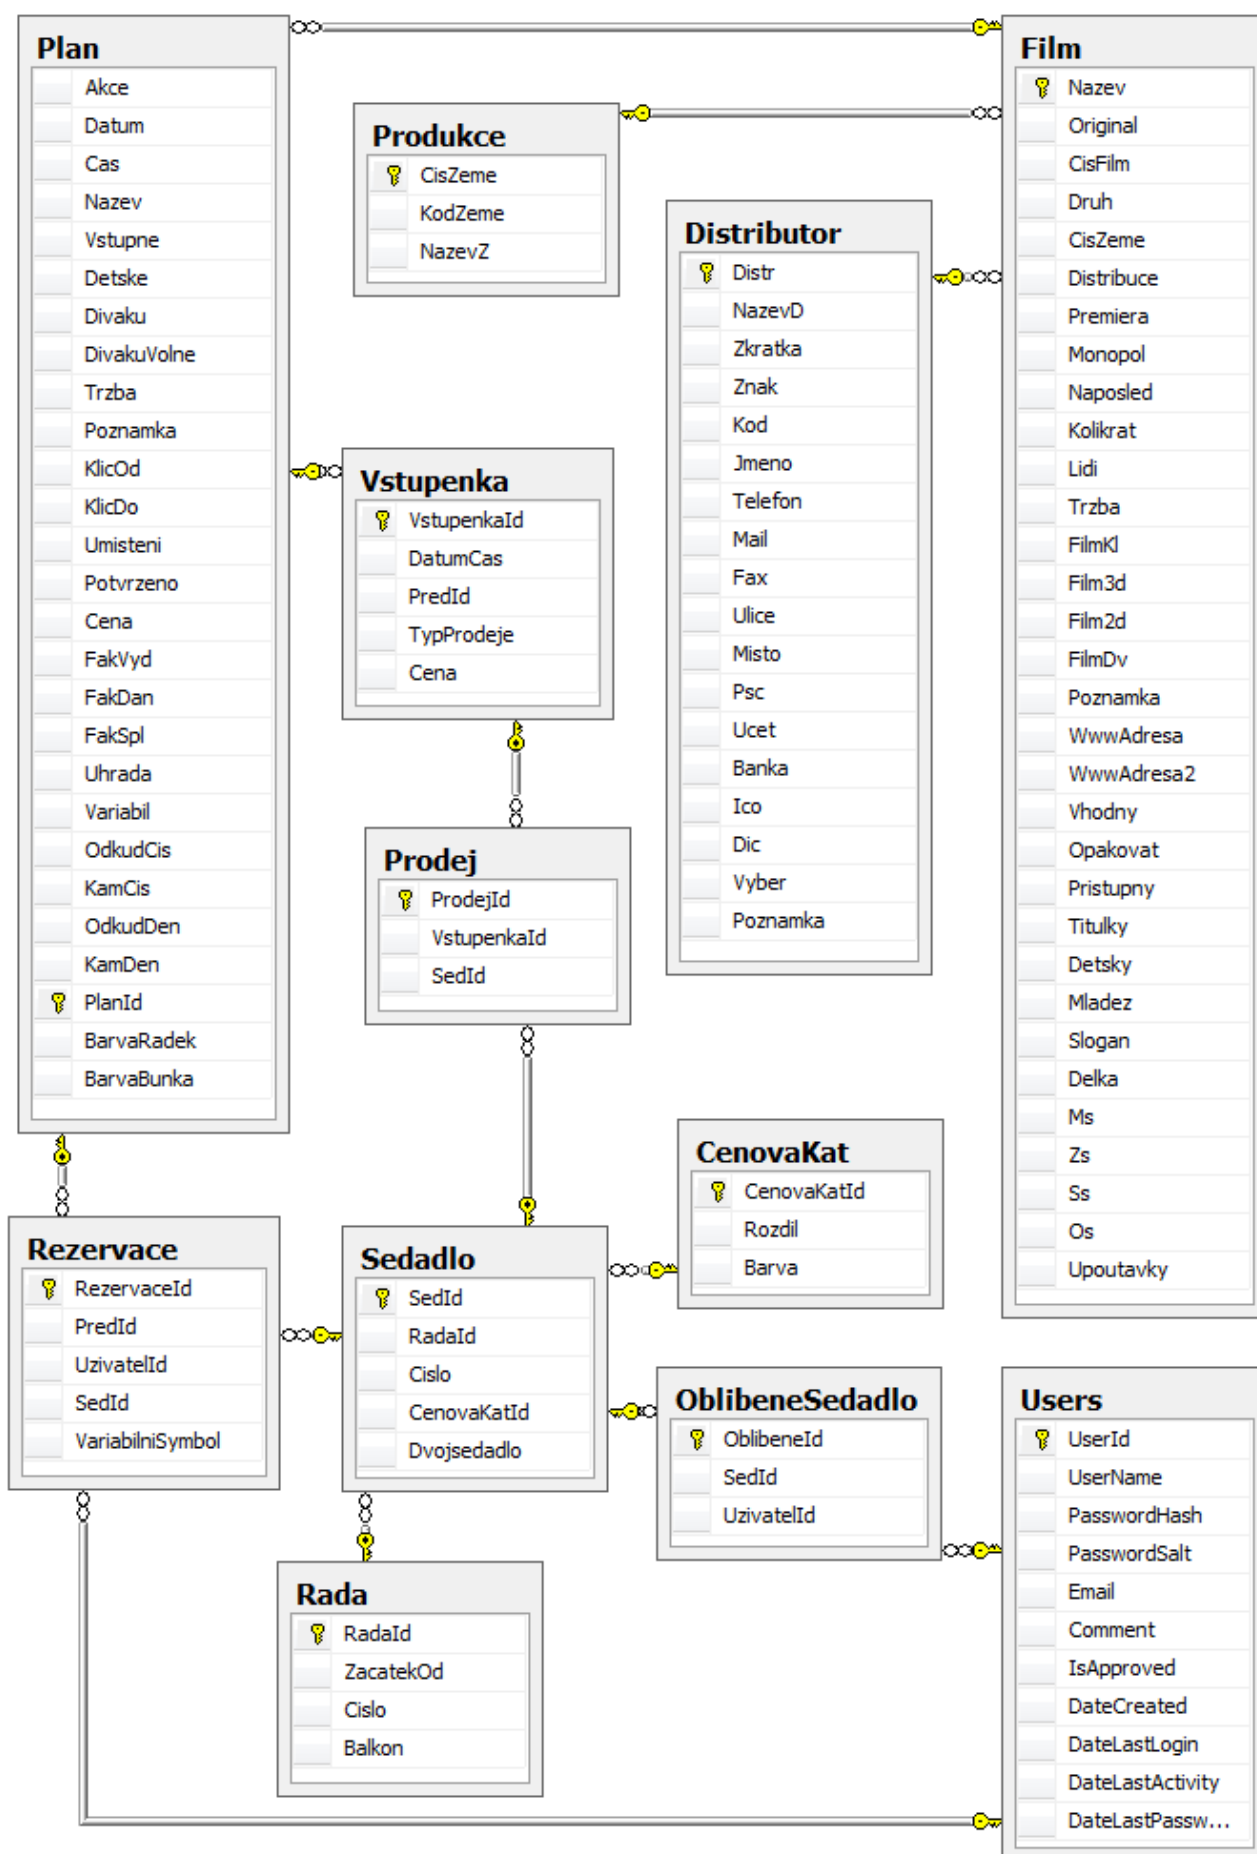 Plan
Akce
Datum
Cas
Nazev
Vstupne
Detske
Divaku
DivakuVolne
Trzba
Poznamka
KlicOd
KlicDo
Umisteni
Potvrzeno
Cena
FakVyd
FakDan
FakSpl
Uhrada
Variabil
OdkudCis
KamCis
OdkudDen
KamDen
PlanId
BarvaRadek
BarvaBunka
Produkce
CisZeme
KodZeme
NazevZ
Distributor
Distr
NazevD
Zkratka
Znak
Kod
Jmeno
Telefon
Mail
Fax
Ulice
Misto
Psc
Ucet
Banka
Ico
Dic
Vyber
Poznamka
Film
Nazev
Original
CisFilm
Druh
CisZeme
Distribuce
Premiera
Monopol
Naposled
Kolikrat
Lidi
Trzba
FilmKl
Film3d
Film2d
FilmDv
Poznamka
WwwAdresa
WwwAdresa2
Vhodny
Opakovat
Pristupny
Titulky
Detsky
Mladez
Slogan
Delka
Ms
Zs
Ss
Os
Upoutavky
Vstupenka
VstupenkaId
DatumCas
PredId
TypProdeje
Cena
Prodej
ProdejId
VstupenkaId
SedId
CenovaKat
CenovaKatId
Rozdil
Barva
Rezervace
RezervaceId
PredId
UzivatelId
SedId
VariabilniSymbol
Sedadlo
SedId
RadaId
Cislo
CenovaKatId
Dvojsedadlo
OblibeneSedadlo
OblibeneId
SedId
UzivatelId
Users
UserId
UserName
PasswordHash
PasswordSalt
Email
Comment
IsApproved
DateCreated
DateLastLogin
DateLastActivity
DateLastPassw...
Rada
RadaId
ZacatekOd
Cislo
Balkon